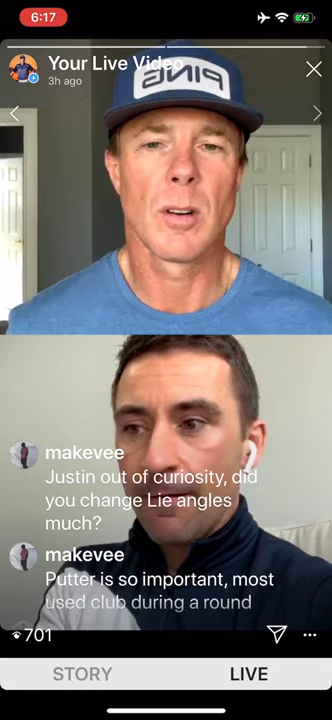 6:17
Your Live Video
3h ago
PING
makevee
Justin out of curiosity, did
you change Lie angles
much?
makevee
Putter is so important, most
used club during a round
701
STORY
LIVE